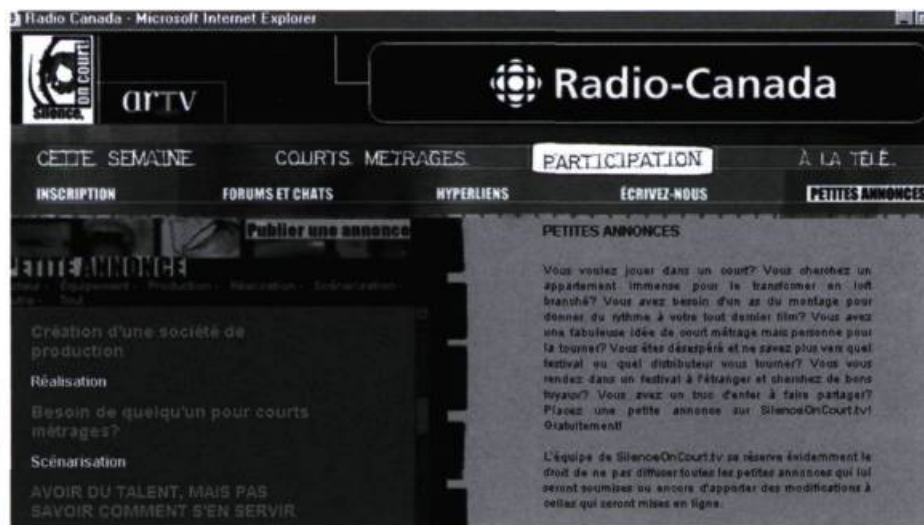 Radio Canada - Microsoft Internet Explorer
Silence, on court!
arTV
Radio-Canada
CETTE SEMAINE
COURTS METRAGES
PARTICIPATION
À LA TÉLÉ
INSCRIPTION
FORUMS ET CHATS
HYPERLIENS
ÉCRIVEZ-NOUS
PETITES ANNONCES
Publier une annonce
PETITE ANNONCE
Équipement - Production - Réalisation - Scénarisation -
Tout
Création d'une société de
production
Réalisation
Besoin de quelqu'un pour courts
métrages?
Scénarisation
AVOIR DU TALENT, MAIS PAS
SAVOIR COMMENT S'EN SERVIR
PETITES ANNONCES
Vous voulez jouer dans un court? Vous cherchez un
appartement immense pour le transformer en loft
branché? Vous avez besoin d'un as du montage pour
donner du rythme à votre tout dernier film? Vous avez
une fabuleuse idée de court métrage mais personne pour
la tourner? Vous êtes désespéré et ne savez plus vers quel
festival ou quel distributeur vous tourner? Vous vous
rendez dans un festival à l'étranger et cherchez de bons
tuyaux? Vous avez un truc d'enfer à faire partager?
Placez une petite annonce sur SilenceOnCourt.tv!
Gratuitement!
L'équipe de SilenceOnCourt.tv se réserve évidemment le
droit de ne pas diffuser toutes les petites annonces qui lui
seront soumises ou encore d'apporter des modifications à
celles qui seront mises en ligne.